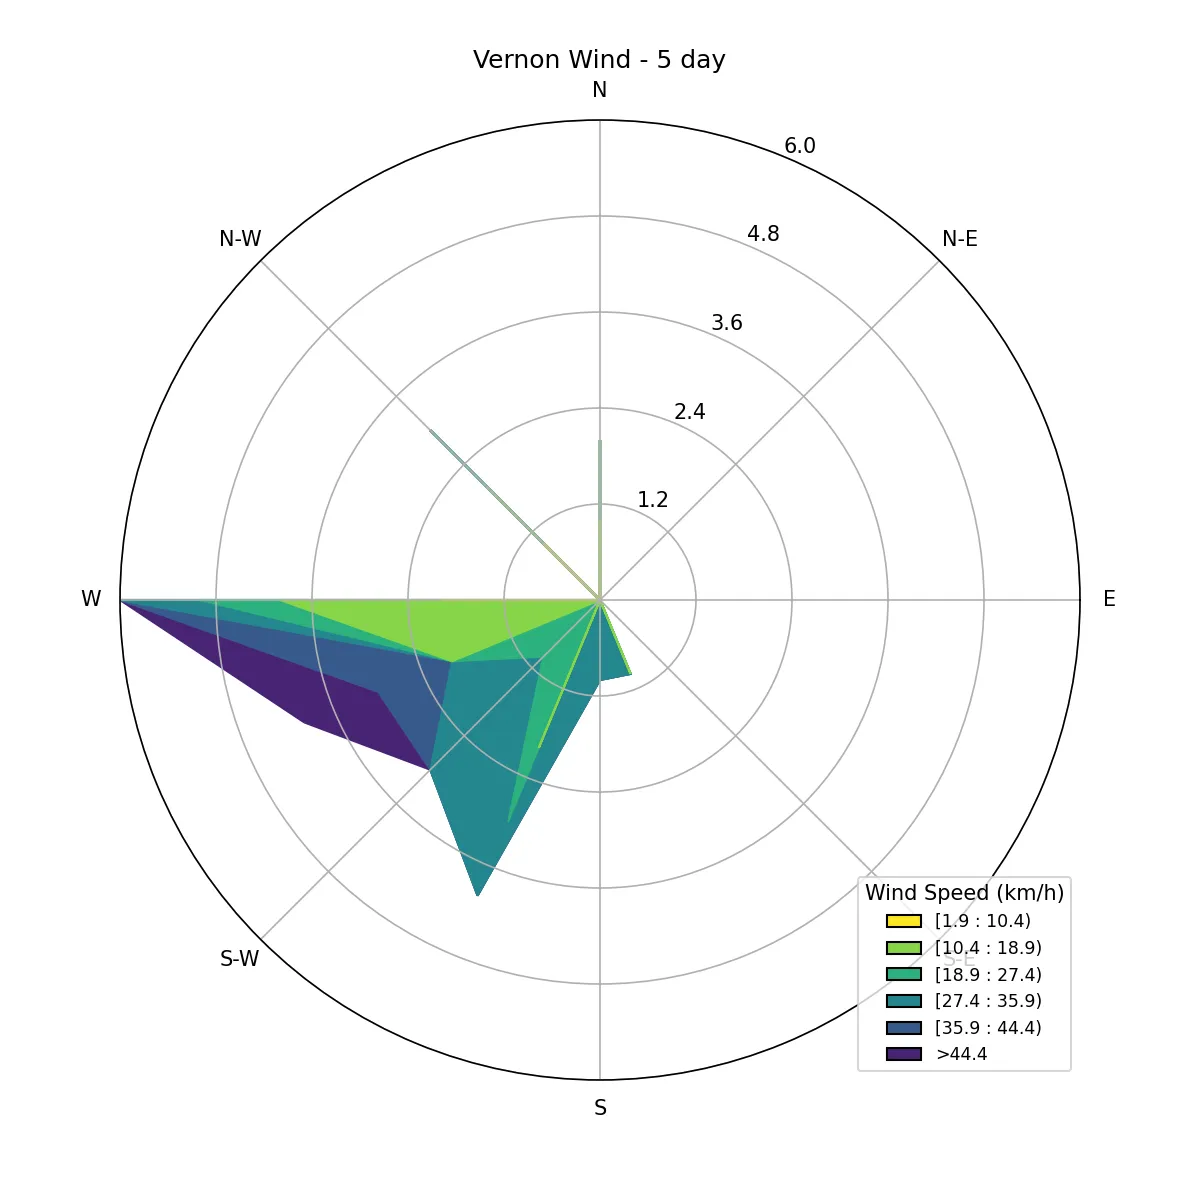 Vernon Wind - 5 day
N
6.0
N-W
4.8
N-E
3.6
2.4
1.2
W
E
S-W
S-E
S
Wind Speed (km/h)
[1.9 : 10.4)
[10.4 : 18.9)
[18.9 : 27.4)
[27.4 : 35.9)
[35.9 : 44.4)
>44.4